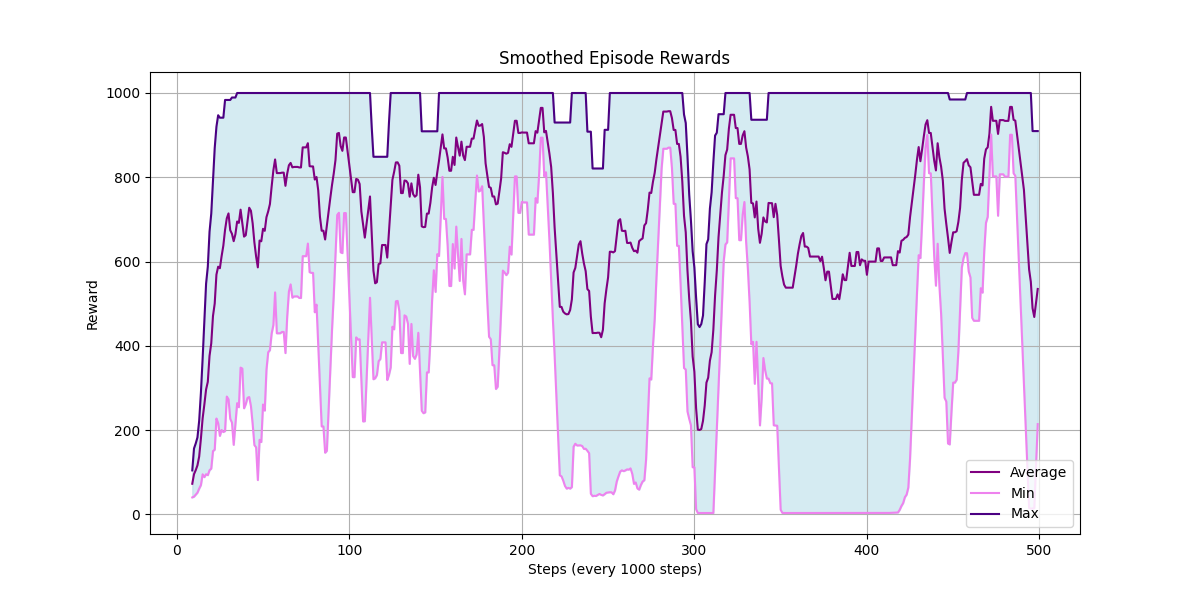 Smoothed Episode Rewards
1000
800
600
400
200
0
Reward
0 100 200 300 400 500
Steps (every 1000 steps)
Average
Min
Max